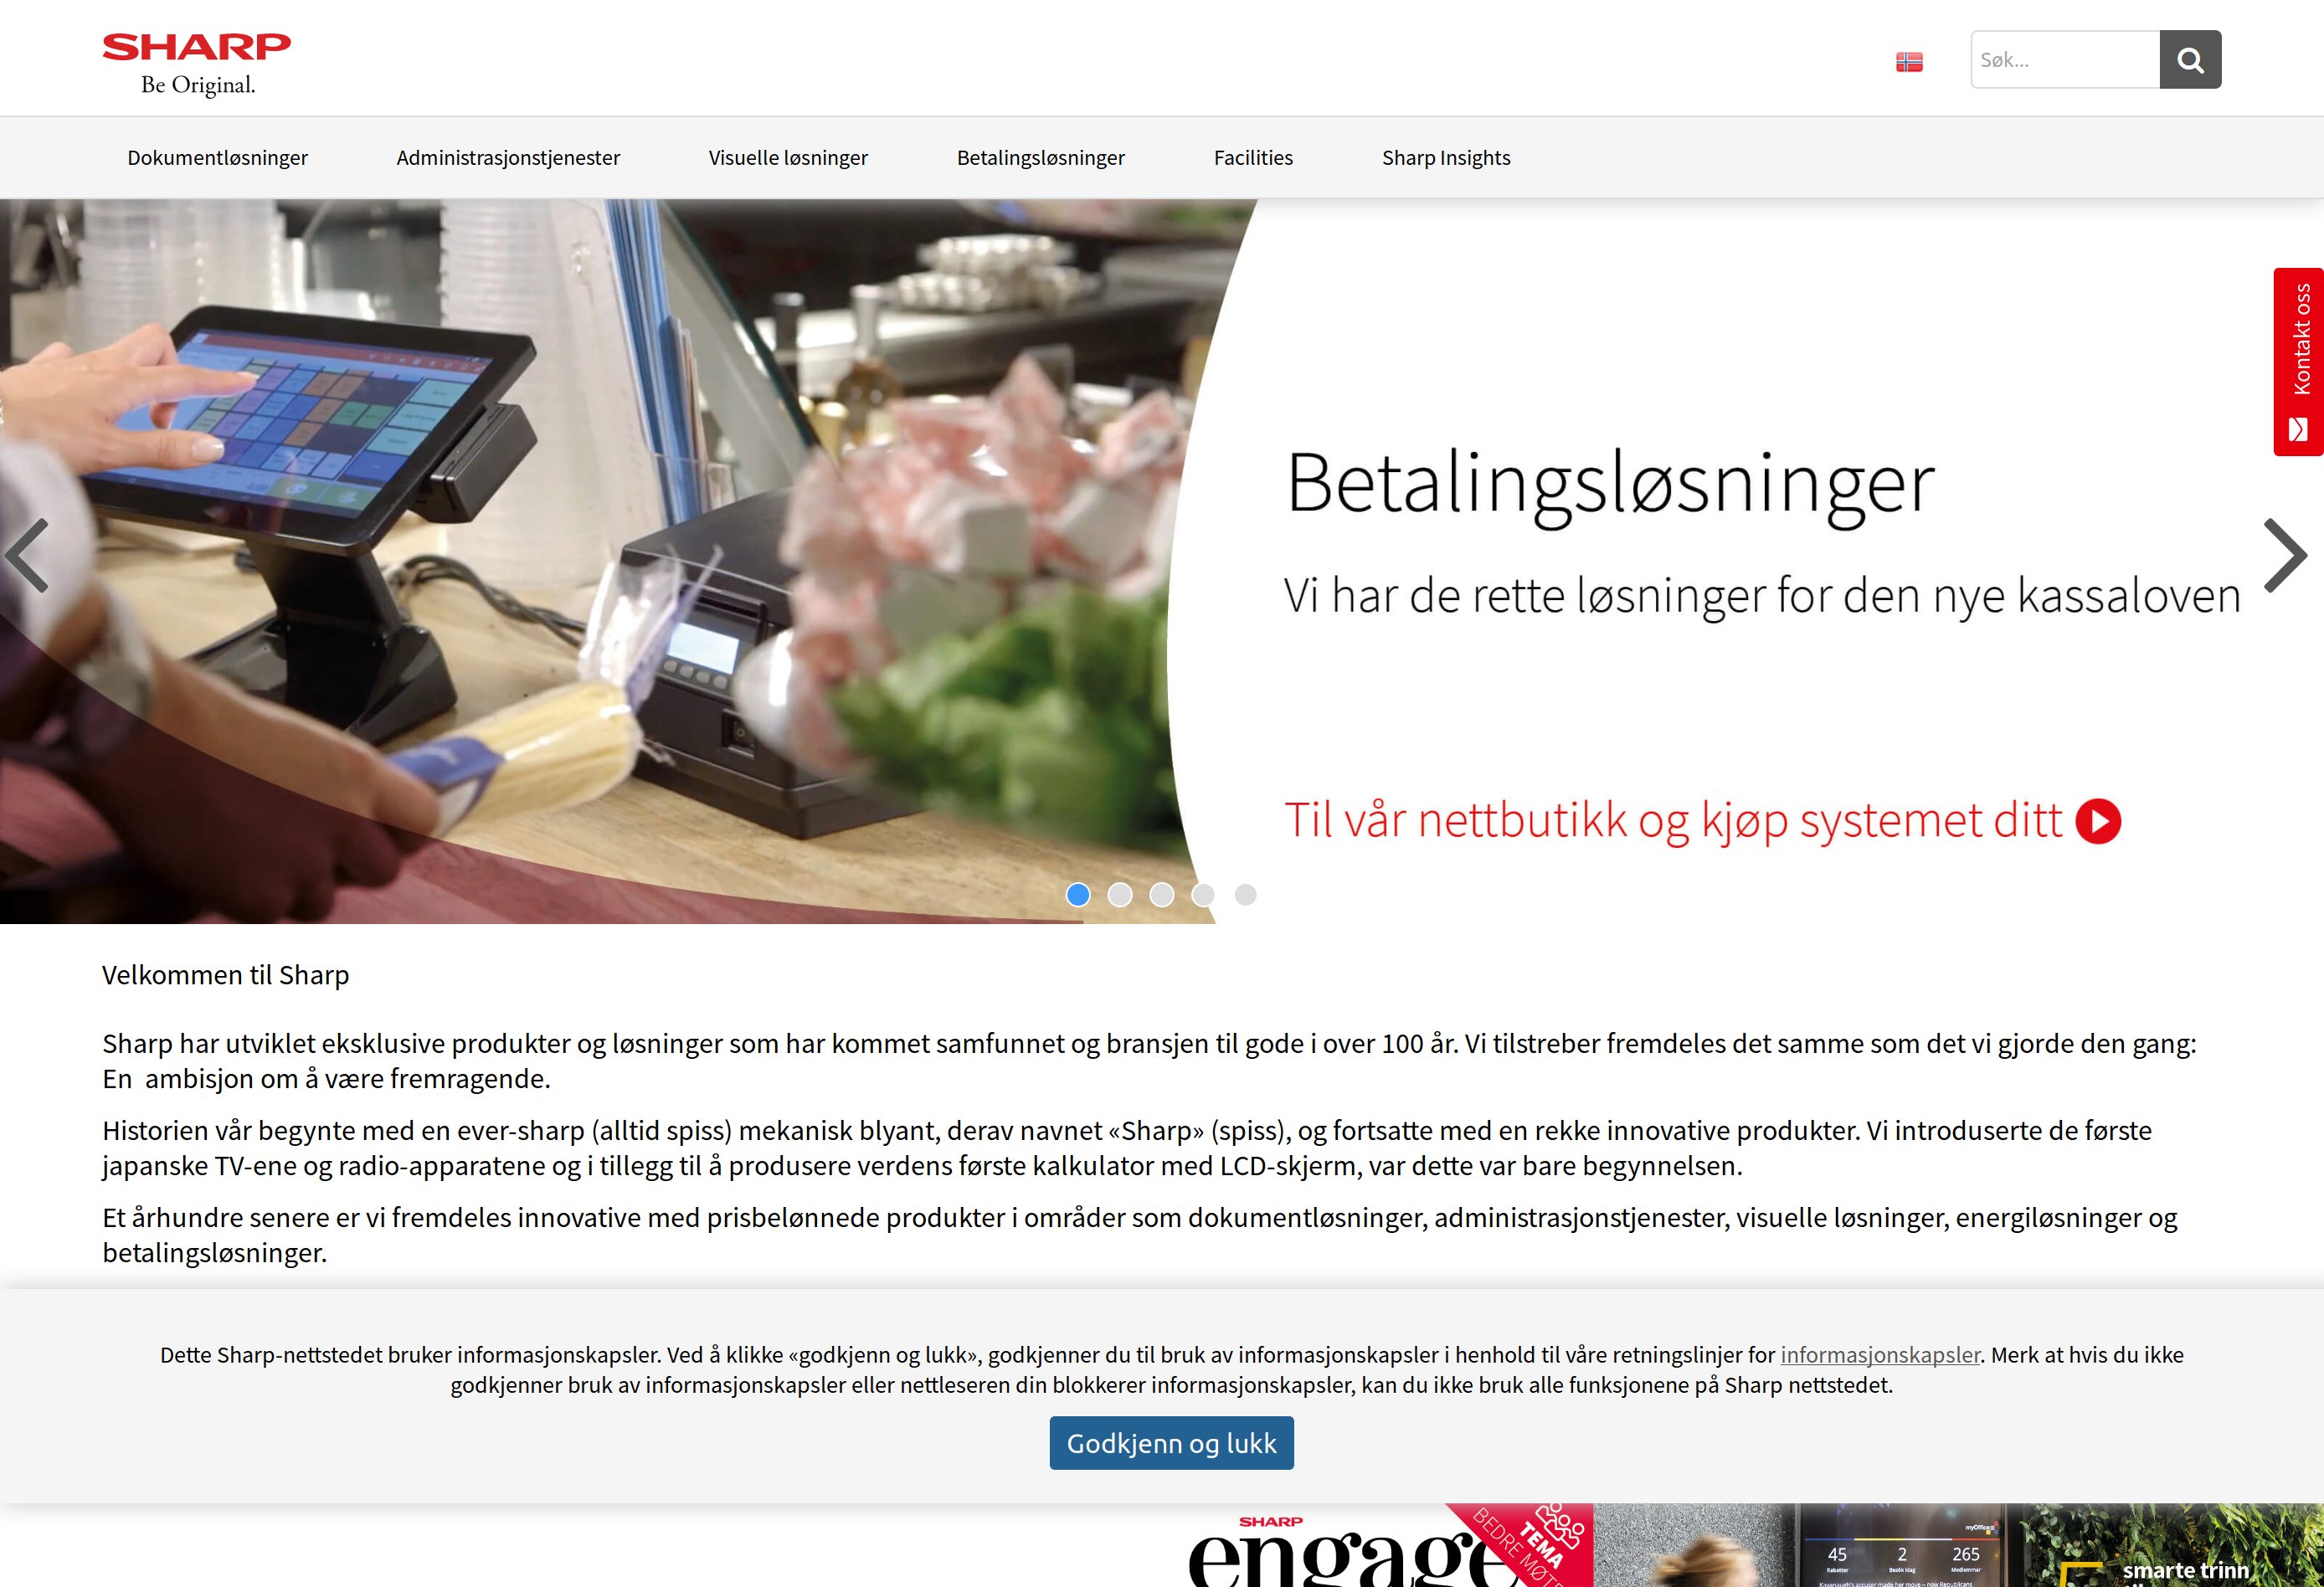 SHARP
Be Original.
Søk...
Dokumentløsninger
Administrasjonstjenester
Visuelle løsninger
Betalingsløsninger
Facilities
Sharp Insights
Kontakt oss
Betalingsløsninger
Vi har de rette løsninger for den nye kassaloven
Til vår nettbutikk og kjøp systemet ditt
Velkommen til Sharp
Sharp har utviklet eksklusive produkter og løsninger som har kommet samfunnet og bransjen til gode i over 100 år. Vi tilstreber fremdeles det samme som det vi gjorde den gang:
En ambisjon om å være fremragende.
Historien vår begynte med en ever-sharp (alltid spiss) mekanisk blyant, derav navnet «Sharp» (spiss), og fortsatte med en rekke innovative produkter. Vi introduserte de første
japanske TV-ene og radio-apparatene og i tillegg til å produsere verdens første kalkulator med LCD-skjerm, var dette var bare begynnelsen.
Et århundre senere er vi fremdeles innovative med prisbelønnede produkter i områder som dokumentløsninger, administrasjonstjenester, visuelle løsninger, energiløsninger og
betalingsløsninger.
Dette Sharp-nettstedet bruker informasjonskapsler. Ved å klikke «godkjenn og lukk», godkjenner du til bruk av informasjonskapsler i henhold til våre retningslinjer for informasjonskapsler. Merk at hvis du ikke
godkjenner bruk av informasjonskapsler eller nettleseren din blokkerer informasjonskapsler, kan du ikke bruk alle funksjonene på Sharp nettstedet.
Godkjenn og lukk
SHARP
engage
TEMA
BEDRE
myOffice
45
2
265
Rabatter
Besøk idag
Medlemmer
smarte trinn